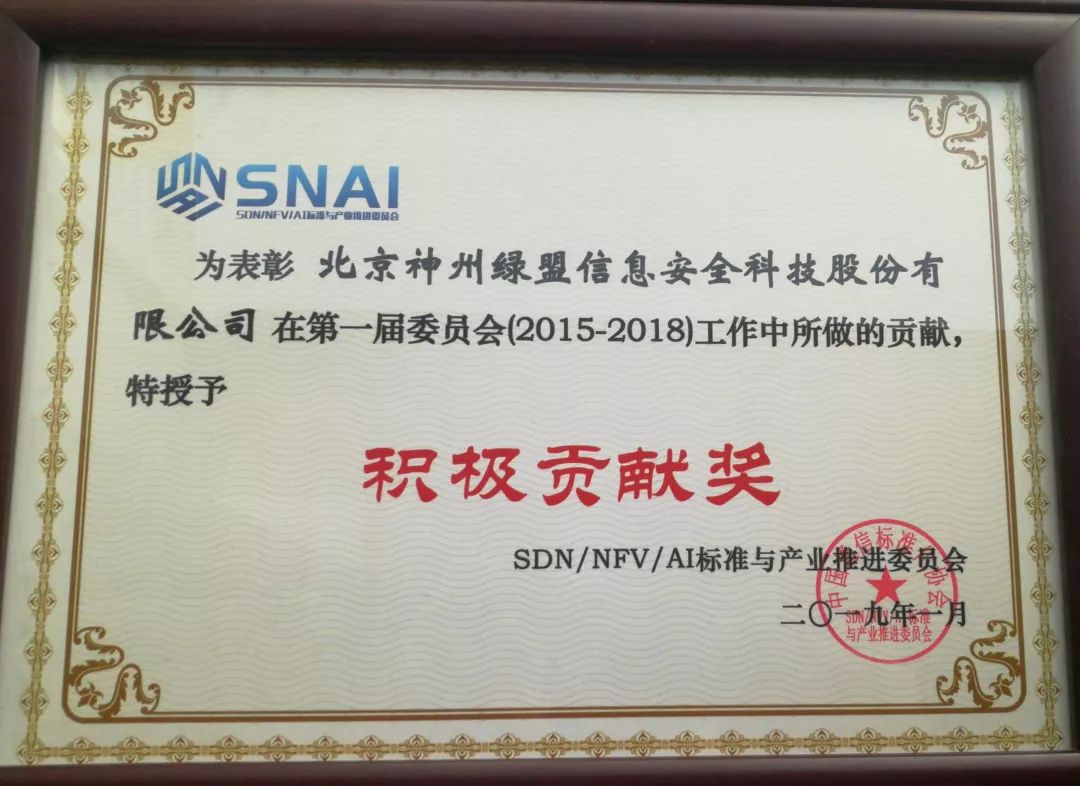 SNAI
SDN/NFV/AI标准与产业推进委员会
为表彰 北京神州绿盟信息安全科技股份有
限公司 在第一届委员会(2015-2018)工作中所做的贡献，
特授予
积极贡献奖
SDN/NFV/AI标准与产业推进委员会
二〇一九年一月
中国通信标准化协会
SDN/NFV/AI标准
与产业推进委员会